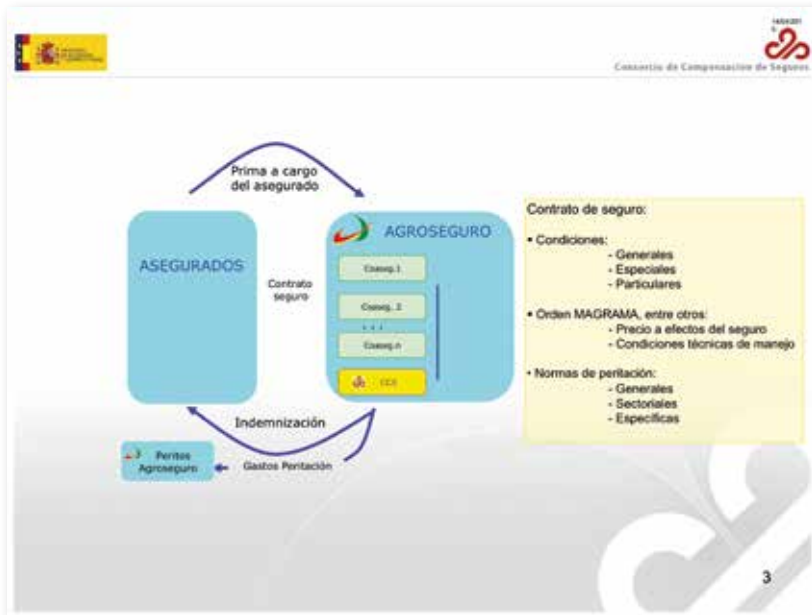 Consorcio de Compensación de Seguros
Prima a cargo
del asegurado
ASEGURADOS
Contrato
seguro
AGROSEGURO
Coaseg.1
Coaseg. 2
...
Coaseg.n
CCS
Indemnización
Peritos
Agroseguro
Gastos Peritación
Contrato de seguro:
▪ Condiciones:
- Generales
- Especiales
- Particulares
▪ Orden MAGRAMA, entre otros:
- Precio a efectos del seguro
- Condiciones técnicas de manejo
▪ Normas de peritación:
- Generales
- Sectoriales
- Específicas
3